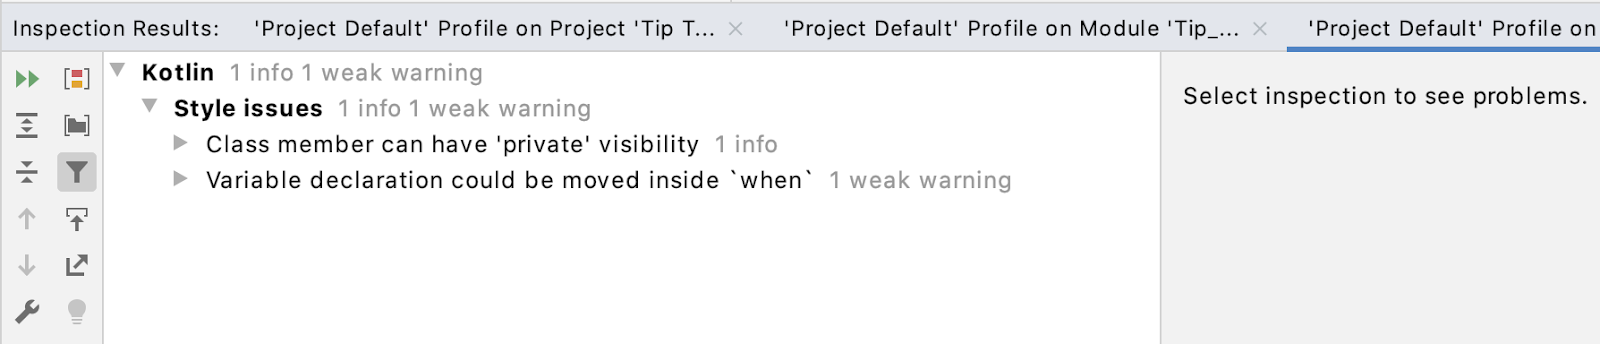 Inspection Results: 'Project Default' Profile on Project 'Tip T... 'Project Default' Profile on Module 'Tip_... 'Project Default' Profile on
Kotlin 1 info 1 weak warning
Style issues 1 info 1 weak warning
Class member can have 'private' visibility 1 info
Variable declaration could be moved inside `when` 1 weak warning
Select inspection to see problems.